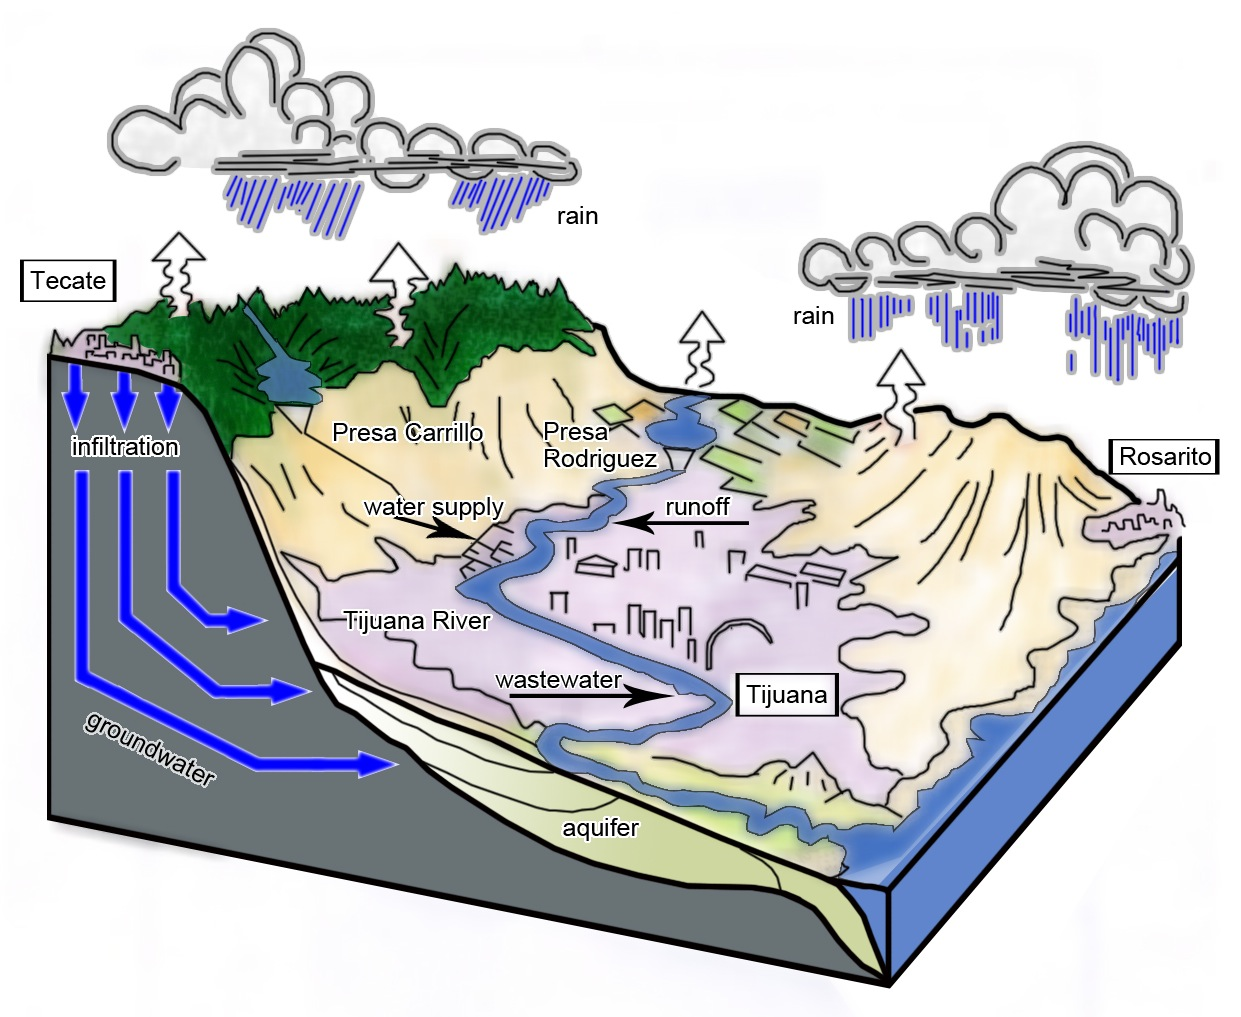 rain
Tecate
rain
infiltration
Presa Carrillo
Presa
Rodriguez
Rosarito
water supply
runoff
Tijuana River
wastewater
Tijuana
groundwater
aquifer